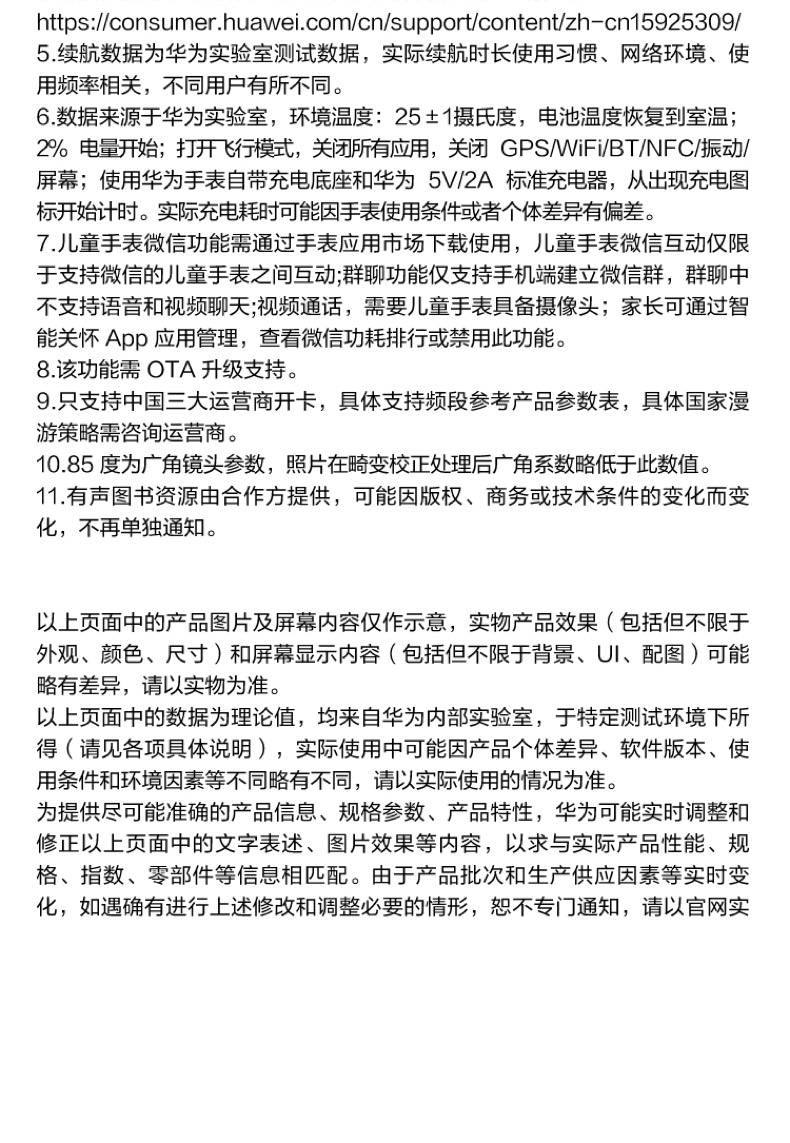 https://consumer.huawei.com/cn/support/content/zh-cn15925309/
5.续航数据为华为实验室测试数据，实际续航时长使用习惯、网络环境、使
用频率相关，不同用户有所不同。
6.数据来源于华为实验室，环境温度：25±1摄氏度，电池温度恢复到室温；
2% 电量开始；打开飞行模式，关闭所有应用，关闭 GPS/WiFi/BT/NFC/振动/
屏幕；使用华为手表自带充电底座和华为 5V/2A 标准充电器，从出现充电图
标开始计时。实际充电耗时可能因手表使用条件或者个体差异有偏差。
7.儿童手表微信功能需通过手表应用市场下载使用，儿童手表微信互动仅限
于支持微信的儿童手表之间互动;群聊功能仅支持手机端建立微信群，群聊中
不支持语音和视频聊天;视频通话，需要儿童手表具备摄像头；家长可通过智
能关怀 App 应用管理，查看微信功耗排行或禁用此功能。
8.该功能需 OTA 升级支持。
9.只支持中国三大运营商开卡，具体支持频段参考产品参数表，具体国家漫
游策略需咨询运营商。
10.85 度为广角镜头参数，照片在畸变校正处理后广角系数略低于此数值。
11.有声图书资源由合作方提供，可能因版权、商务或技术条件的变化而变
化，不再单独通知。
以上页面中的产品图片及屏幕内容仅作示意，实物产品效果（包括但不限于
外观、颜色、尺寸）和屏幕显示内容（包括但不限于背景、UI、配图）可能
略有差异，请以实物为准。
以上页面中的数据为理论值，均来自华为内部实验室，于特定测试环境下所
得（请见各项具体说明），实际使用中可能因产品个体差异、软件版本、使
用条件和环境因素等不同略有不同，请以实际使用的情况为准。
为提供尽可能准确的产品信息、规格参数、产品特性，华为可能实时调整和
修正以上页面中的文字表述、图片效果等内容，以求与实际产品性能、规
格、指数、零部件等信息相匹配。由于产品批次和生产供应因素等实时变
化，如遇确有进行上述修改和调整必要的情形，恕不专门通知，请以官网实